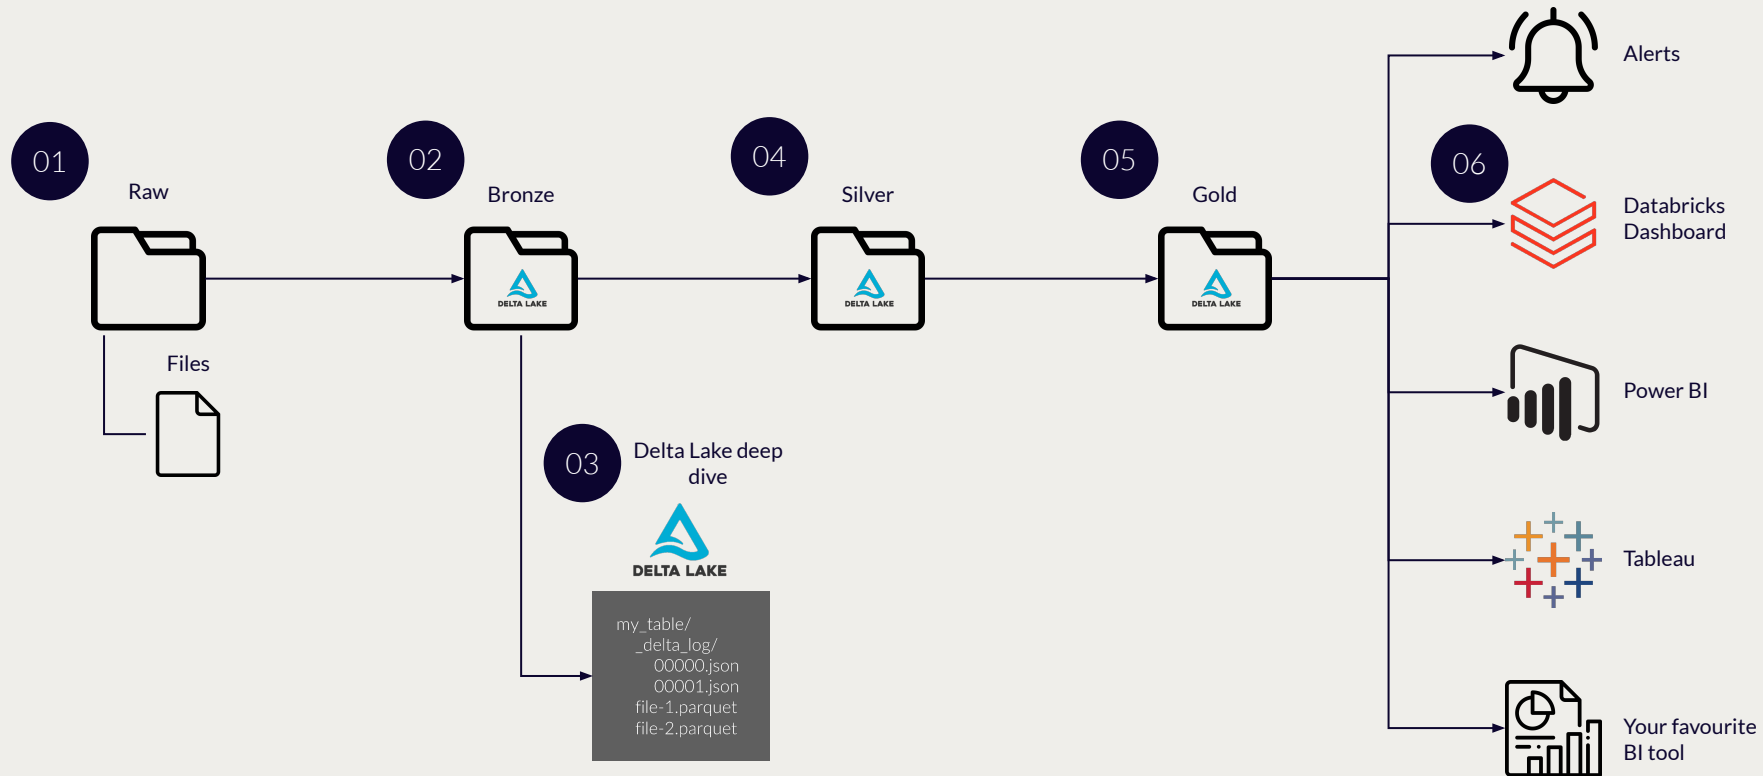 01
Raw
Files
02
Bronze
DELTA LAKE
03
Delta Lake deep
dive
DELTA LAKE
my_table/
_delta_log/
00000.json
00001.json
file-1.parquet
file-2.parquet
04
Silver
DELTA LAKE
05
Gold
DELTA LAKE
06
Alerts
Databricks
Dashboard
Power BI
Tableau
Your favourite
BI tool